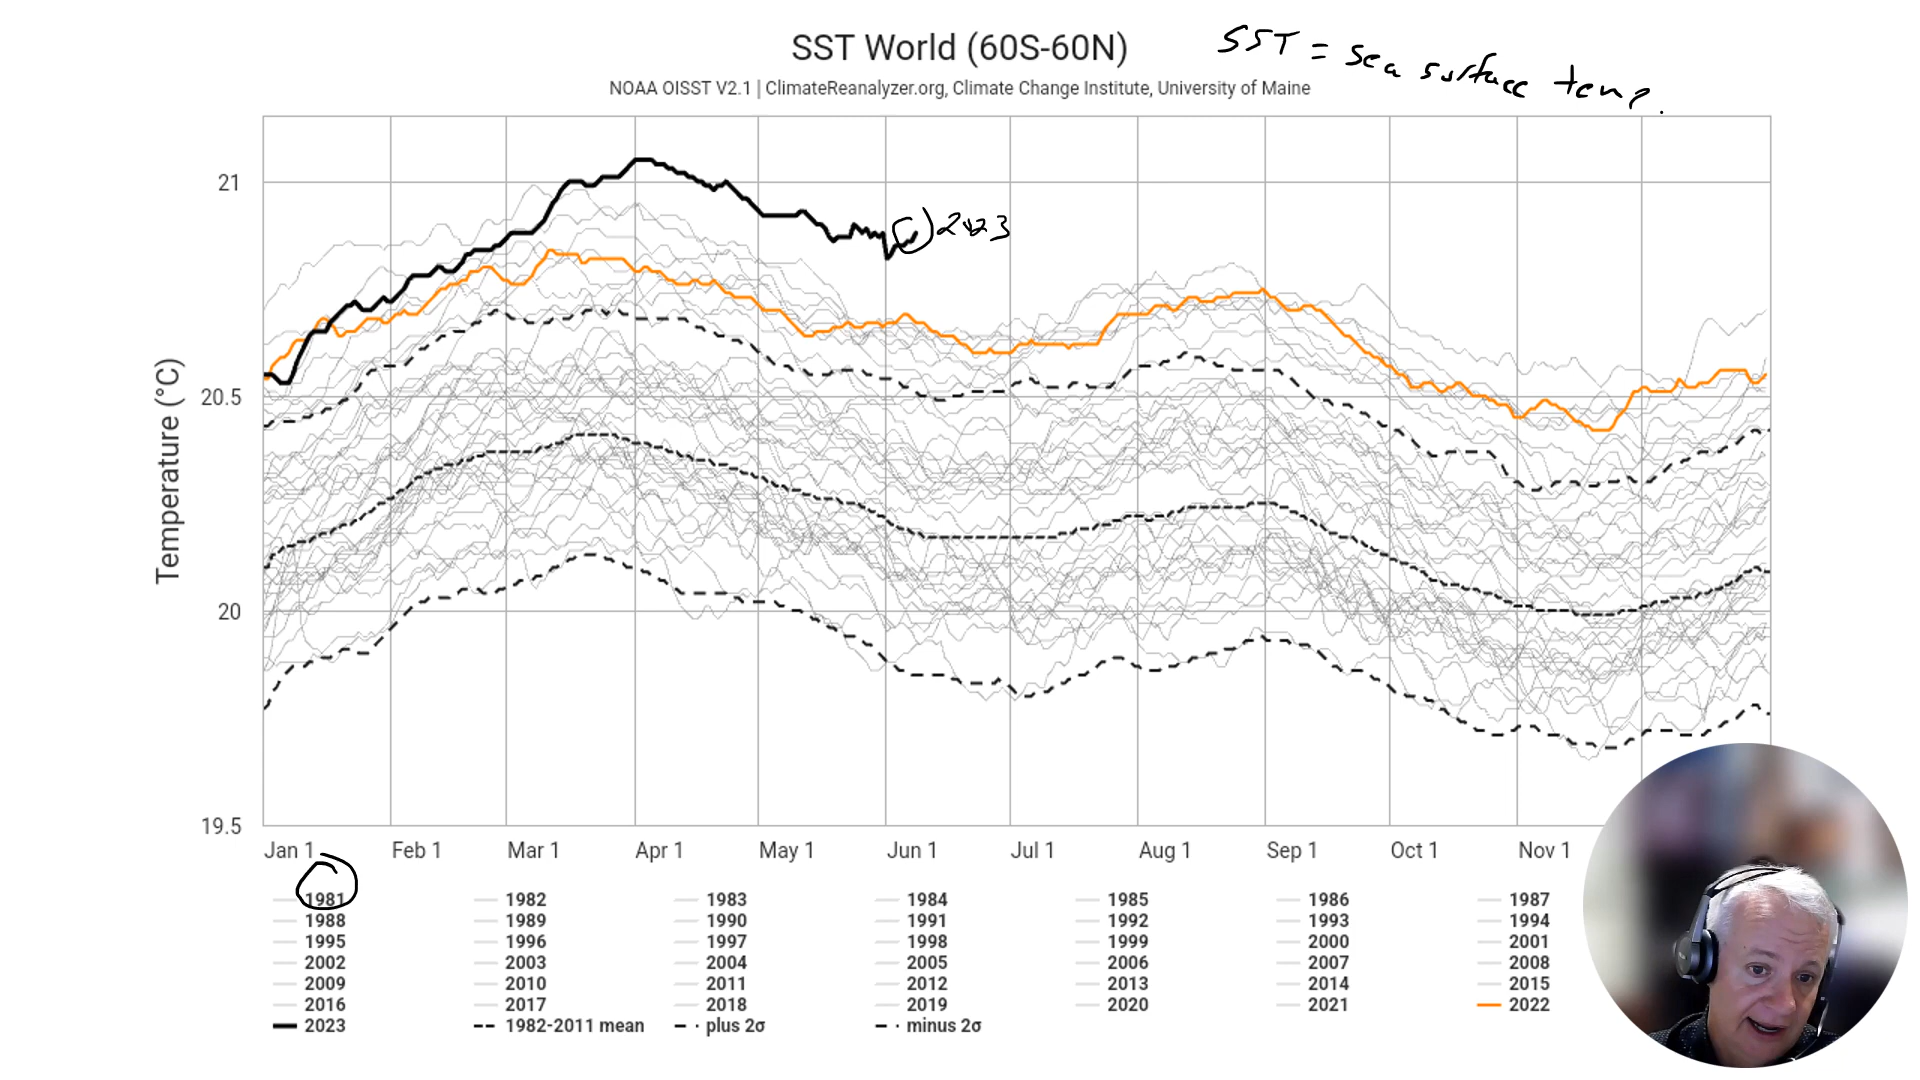 SST World (60S-60N)
SST = sea surface temp.
NOAA OISST V2.1 | ClimateReanalyzer.org, Climate Change Institute, University of Maine
21
2023
20.5
Temperature (°C)
20
19.5
Jan 1 Feb 1 Mar 1 Apr 1 May 1 Jun 1 Jul 1 Aug 1 Sep 1 Oct 1 Nov 1
1981 1982 1983 1984 1985 1986 1987
1988 1989 1990 1991 1992 1993 1994
1995 1996 1997 1998 1999 2000 2001
2002 2003 2004 2005 2006 2007 2008
2009 2010 2011 2012 2013 2014 2015
2016 2017 2018 2019 2020 2021 2022
2023 1982-2011 mean plus 2σ minus 2σ